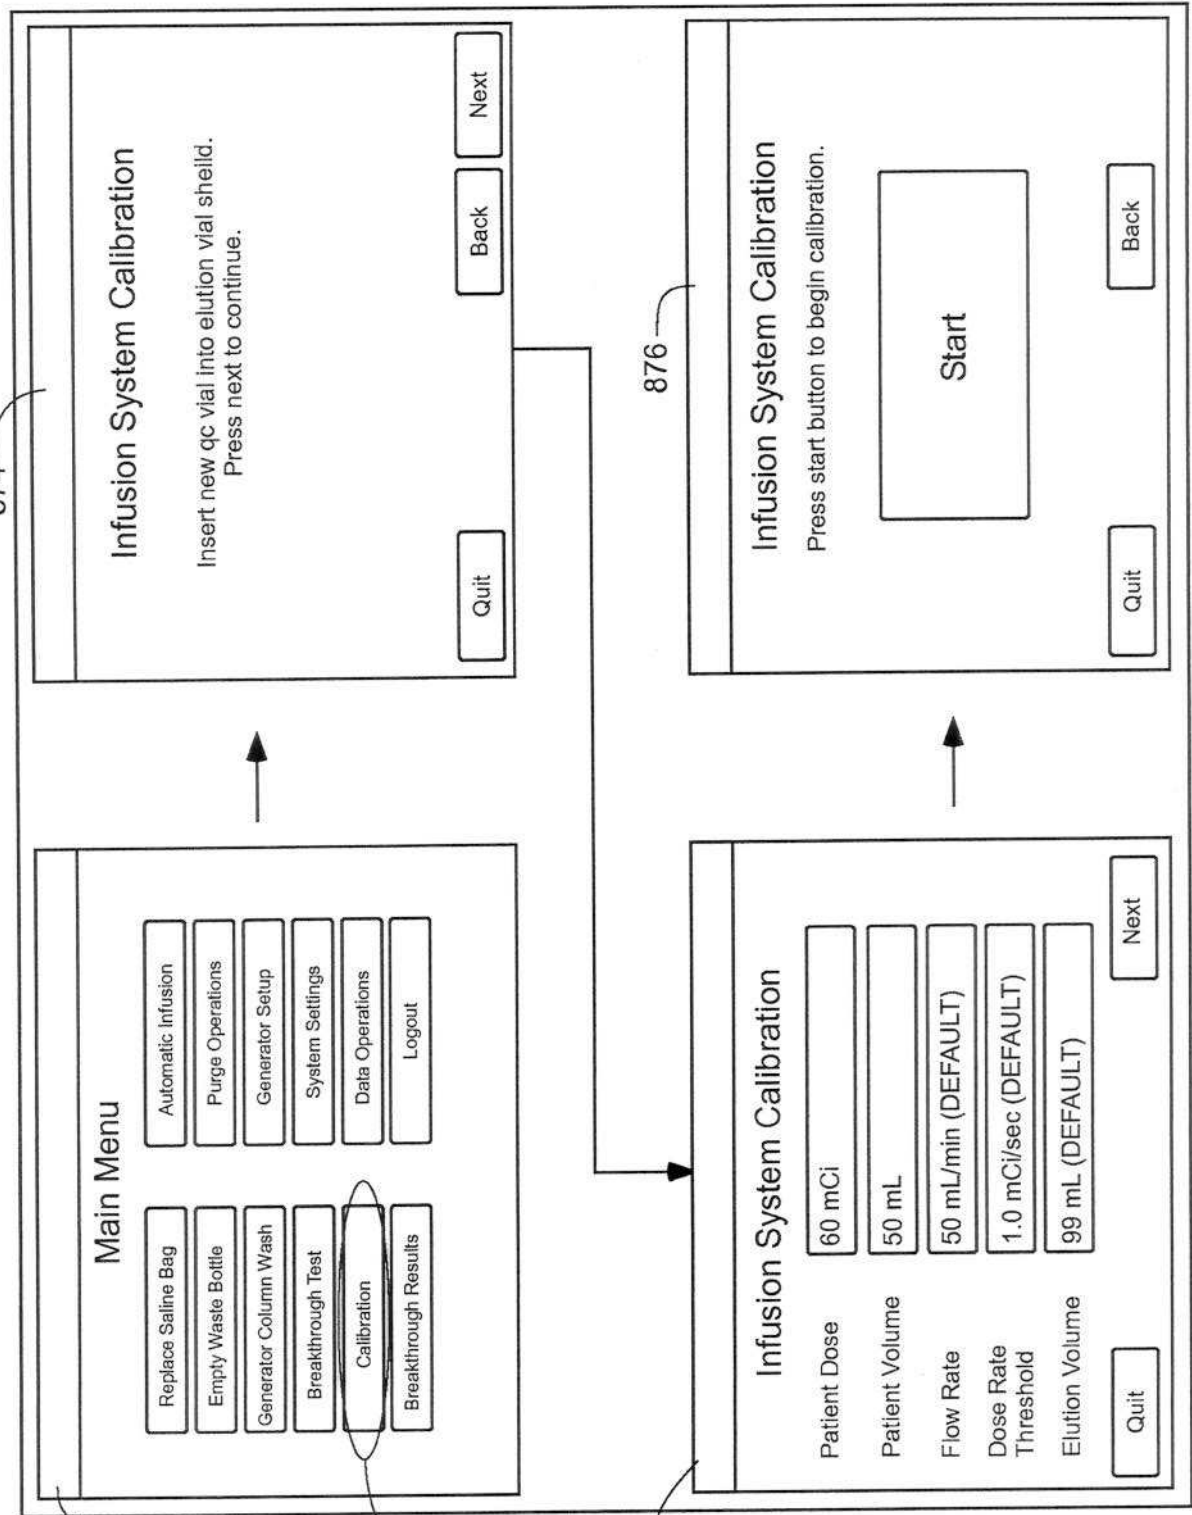 Main Menu
Replace Saline Bag
Automatic Infusion
Empty Waste Bottle
Purge Operations
Generator Column Wash
Generator Setup
Breakthrough Test
System Settings
Calibration
Data Operations
Breakthrough Results
Logout
Infusion System Calibration
Insert new qc vial into elution vial sheild.
Press next to continue.
Quit
Back
Next
Infusion System Calibration
Patient Dose
60 mCi
Patient Volume
50 mL
Flow Rate
50 mL/min (DEFAULT)
Dose Rate
Threshold
1.0 mCi/sec (DEFAULT)
Elution Volume
99 mL (DEFAULT)
Quit
Next
876
Infusion System Calibration
Press start button to begin calibration.
Start
Quit
Back